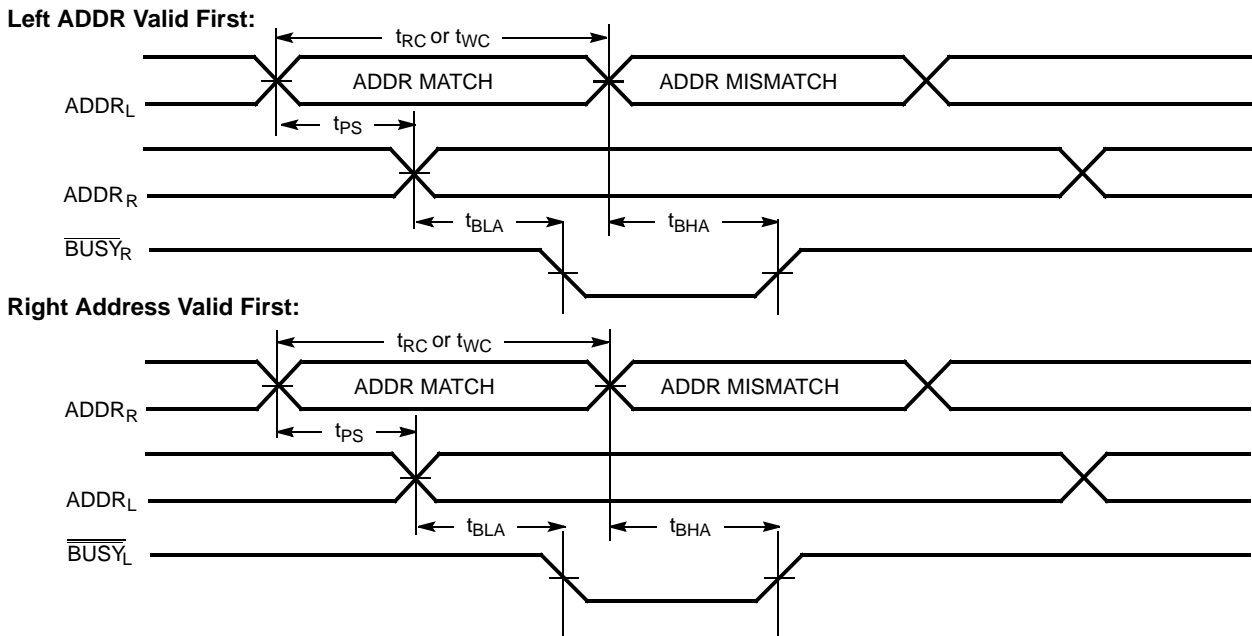 Left ADDR Valid First:
tRC or tWC
ADDR MATCH
ADDR MISMATCH
ADDRL
tPS
ADDRR
tBLA
tBHA
BUSYR
Right Address Valid First:
tRC or tWC
ADDR MATCH
ADDR MISMATCH
ADDRR
tPS
ADDRL
tBLA
tBHA
BUSYL